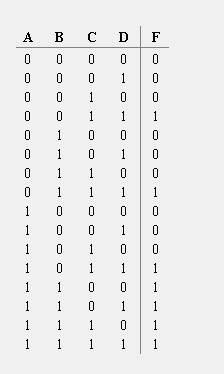 A B C D F
0 0 0 0 0
0 0 0 1 0
0 0 1 0 0
0 0 1 1 1
0 1 0 0 0
0 1 0 1 0
0 1 1 0 0
0 1 1 1 1
1 0 0 0 0
1 0 0 1 0
1 0 1 0 0
1 0 1 1 1
1 1 0 0 1
1 1 0 1 1
1 1 1 0 1
1 1 1 1 1